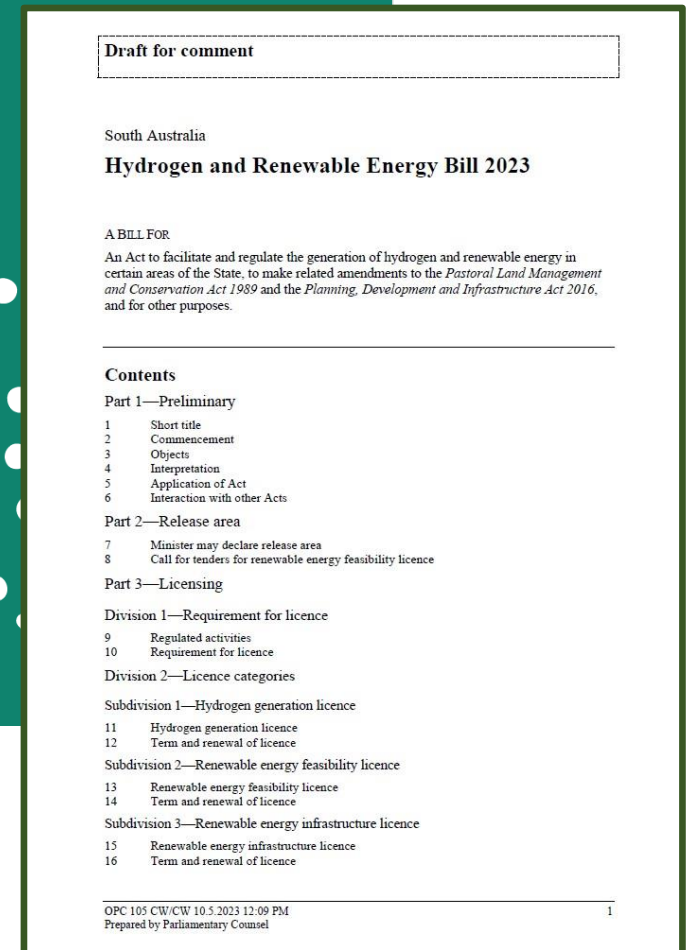 Draft for comment
South Australia
Hydrogen and Renewable Energy Bill 2023
A BILL FOR
An Act to facilitate and regulate the generation of hydrogen and renewable energy in
certain areas of the State, to make related amendments to the Pastoral Land Management
and Conservation Act 1989 and the Planning, Development and Infrastructure Act 2016,
and for other purposes.
Contents
Part 1—Preliminary
1 Short title
2 Commencement
3 Objects
4 Interpretation
5 Application of Act
6 Interaction with other Acts
Part 2—Release area
7 Minister may declare release area
8 Call for tenders for renewable energy feasibility licence
Part 3—Licensing
Division 1—Requirement for licence
9 Regulated activities
10 Requirement for licence
Division 2—Licence categories
Subdivision 1—Hydrogen generation licence
11 Hydrogen generation licence
12 Term and renewal of licence
Subdivision 2—Renewable energy feasibility licence
13 Renewable energy feasibility licence
14 Term and renewal of licence
Subdivision 3—Renewable energy infrastructure licence
15 Renewable energy infrastructure licence
16 Term and renewal of licence
OPC 105 CW/CW 10.5.2023 12:09 PM 1
Prepared by Parliamentary Counsel